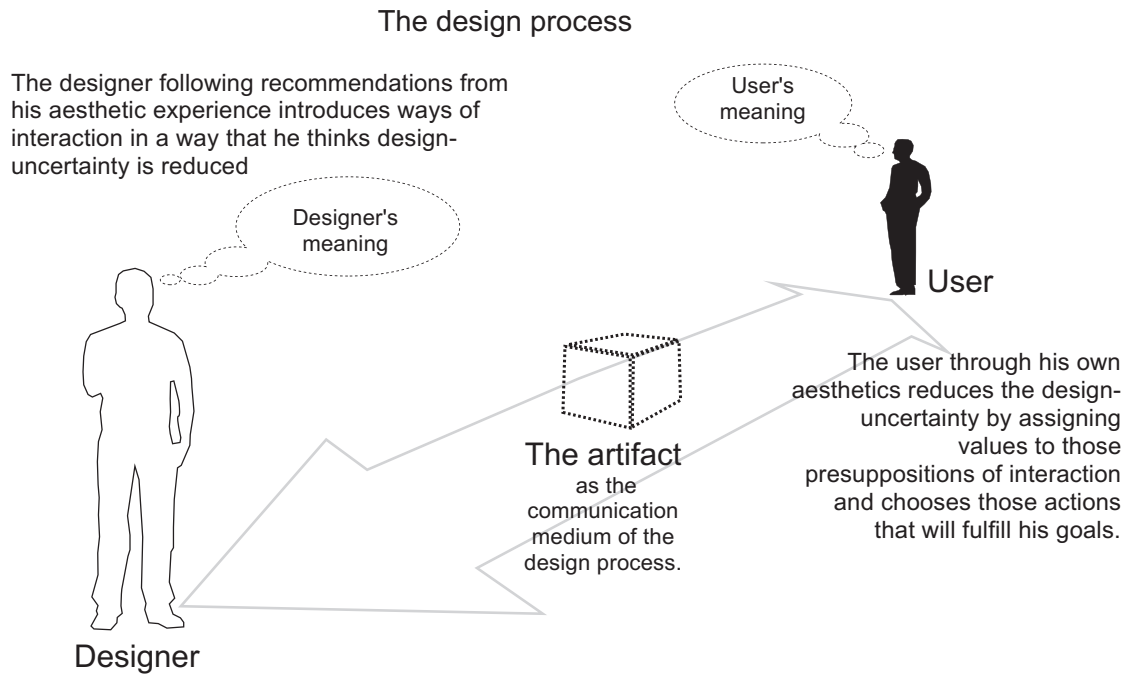 The design process
The designer following recommendations from
his aesthetic experience introduces ways of
interaction in a way that he thinks design-
uncertainty is reduced
User's
meaning
Designer's
meaning
User
The user through his own
aesthetics reduces the design-
uncertainty by assigning
values to those
presuppositions of interaction
and chooses those actions
that will fulfill his goals.
The artifact
as the
communication
medium of the
design process.
Designer